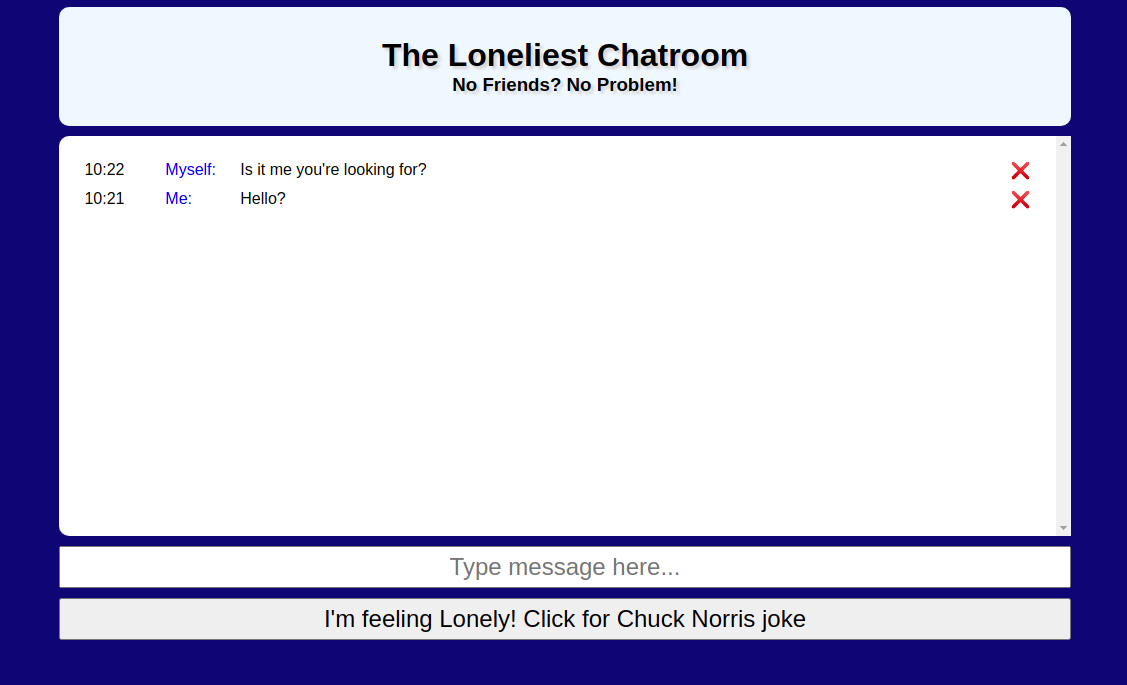 The Loneliest Chatroom
No Friends? No Problem!
10:22 Myself: Is it me you're looking for?
10:21 Me: Hello?
Type message here...
I'm feeling Lonely! Click for Chuck Norris joke